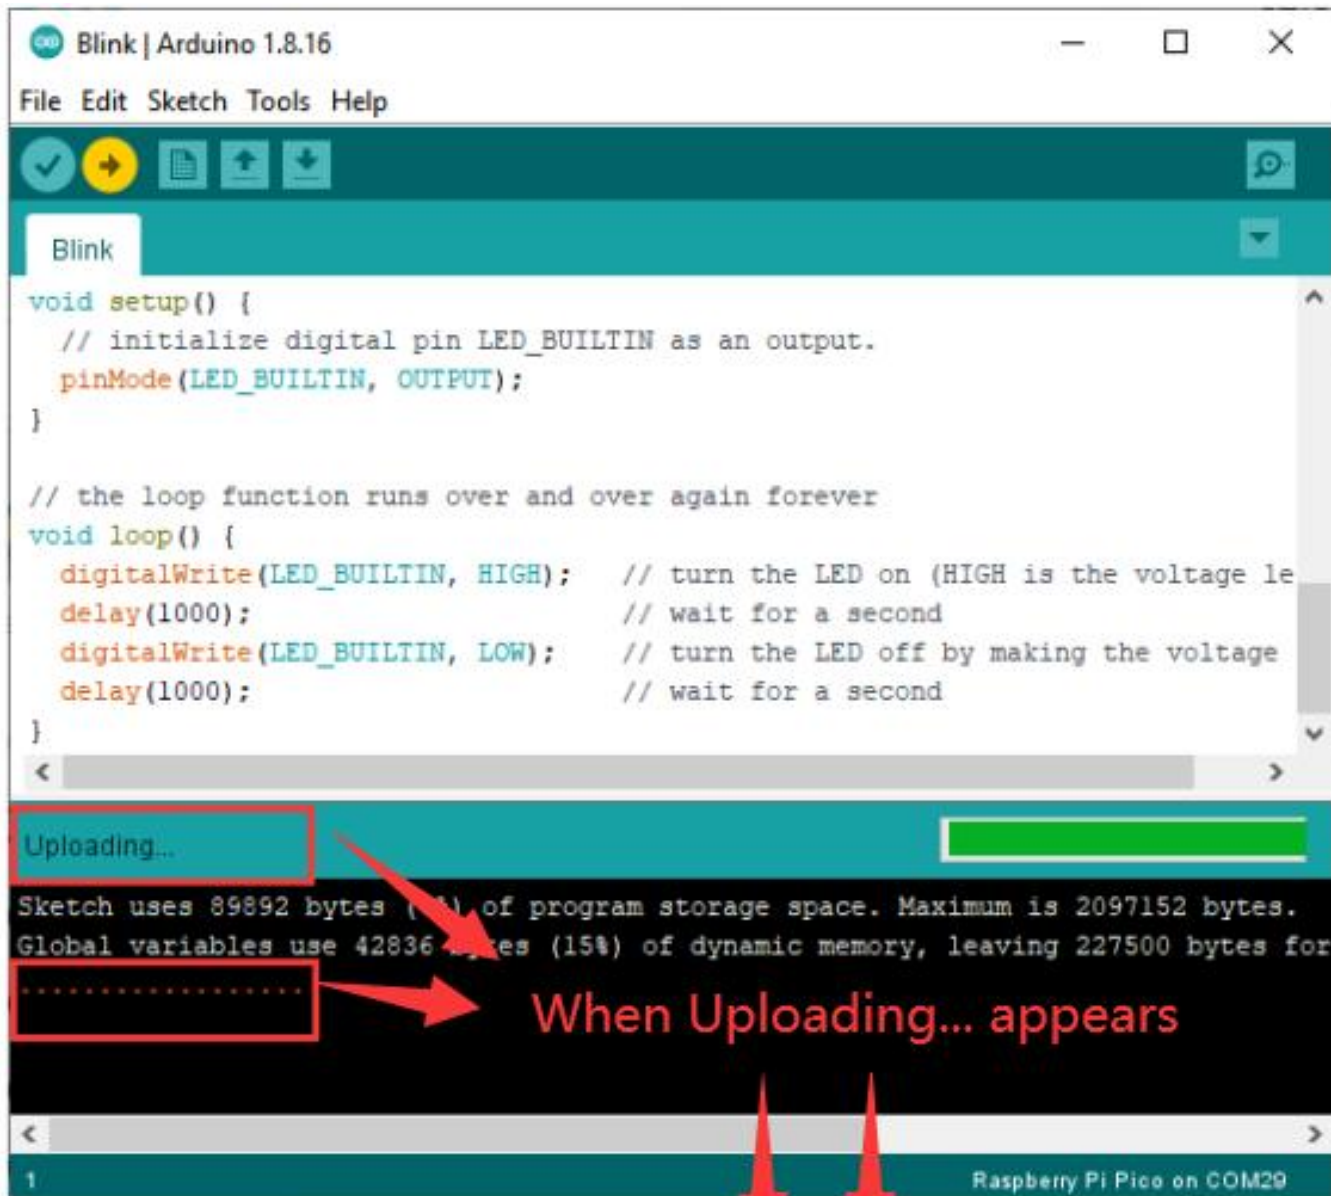 Blink | Arduino 1.8.16
File Edit Sketch Tools Help
Blink
void setup() {
  // initialize digital pin LED_BUILTIN as an output.
  pinMode(LED_BUILTIN, OUTPUT);
}
// the loop function runs over and over again forever
void loop() {
  digitalWrite(LED_BUILTIN, HIGH);   // turn the LED on (HIGH is the voltage le
  delay(1000);                       // wait for a second
  digitalWrite(LED_BUILTIN, LOW);    // turn the LED off by making the voltage
  delay(1000);                       // wait for a second
}
Uploading...
Sketch uses 89892 bytes ( %) of program storage space. Maximum is 2097152 bytes.
Global variables use 42836 bytes (15%) of dynamic memory, leaving 227500 bytes for
..................
When Uploading... appears
1
Raspberry Pi Pico on COM29